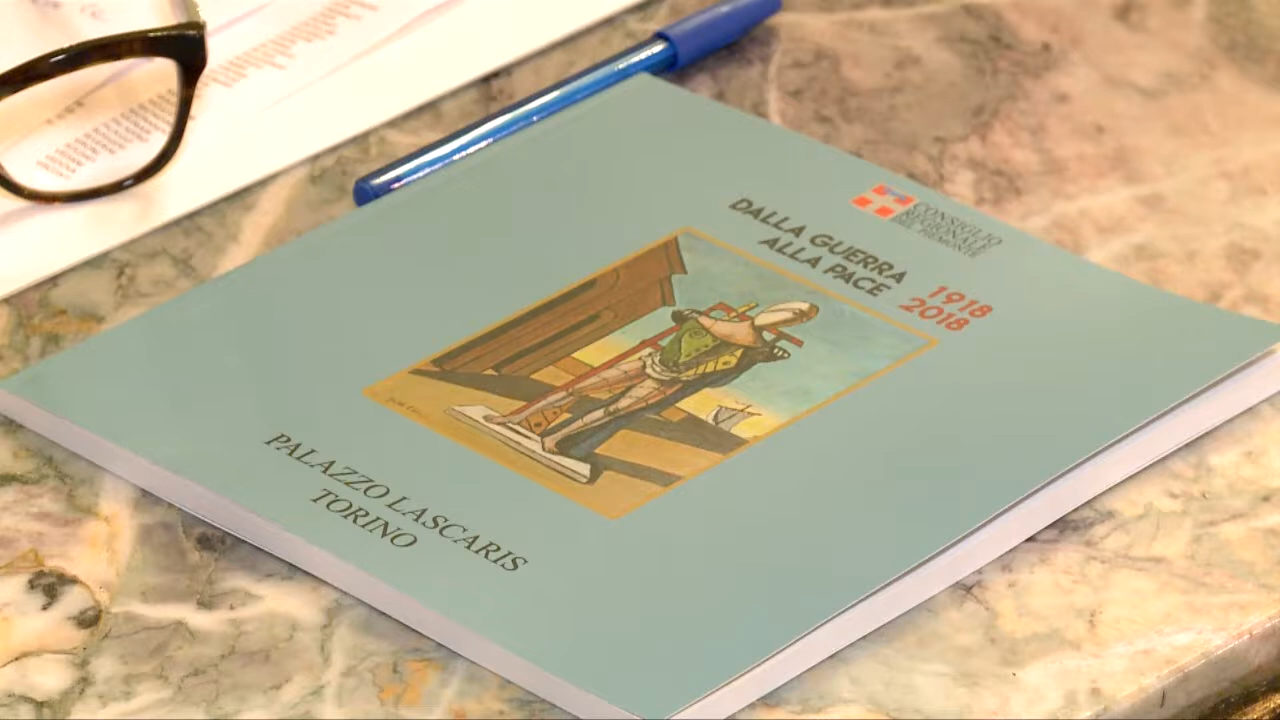 CONSIGLIO
REGIONALE
DEL PIEMONTE
DALLA GUERRA
ALLA PACE
1918
2018
PALAZZO LASCARIS
TORINO